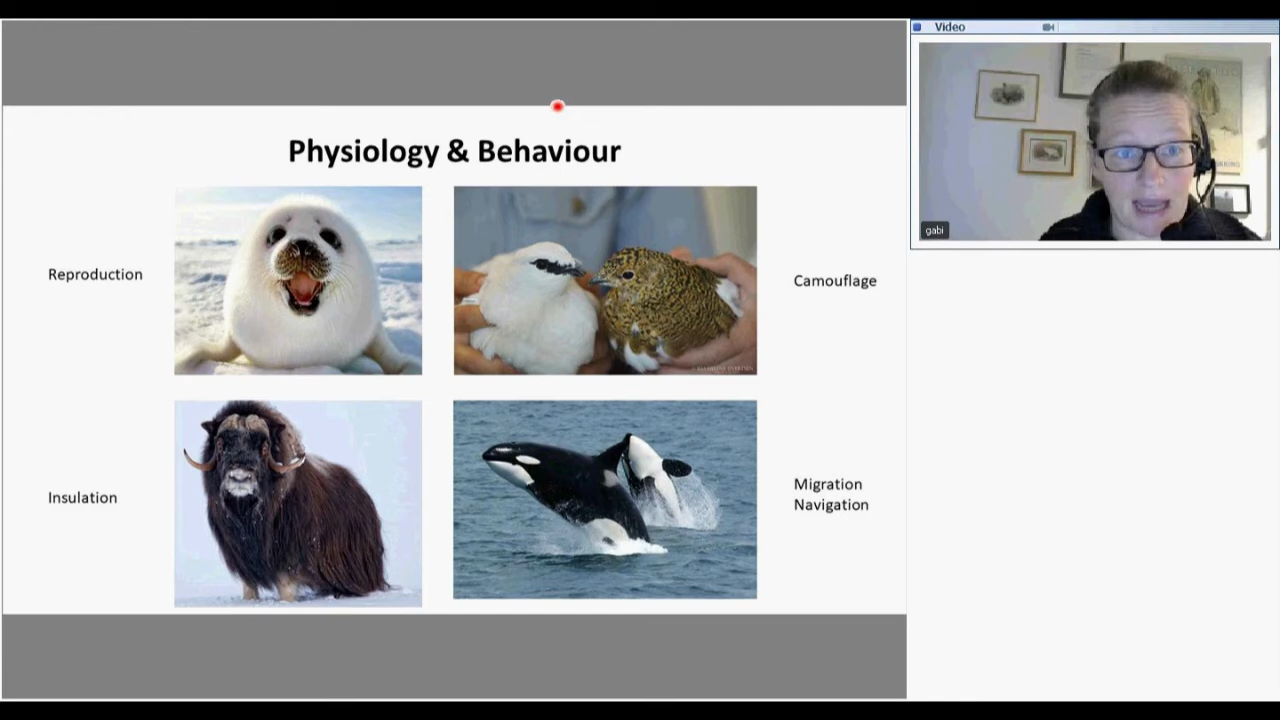 Video
Physiology & Behaviour
gabi
Reproduction
Camouflage
Insulation
Migration
Navigation